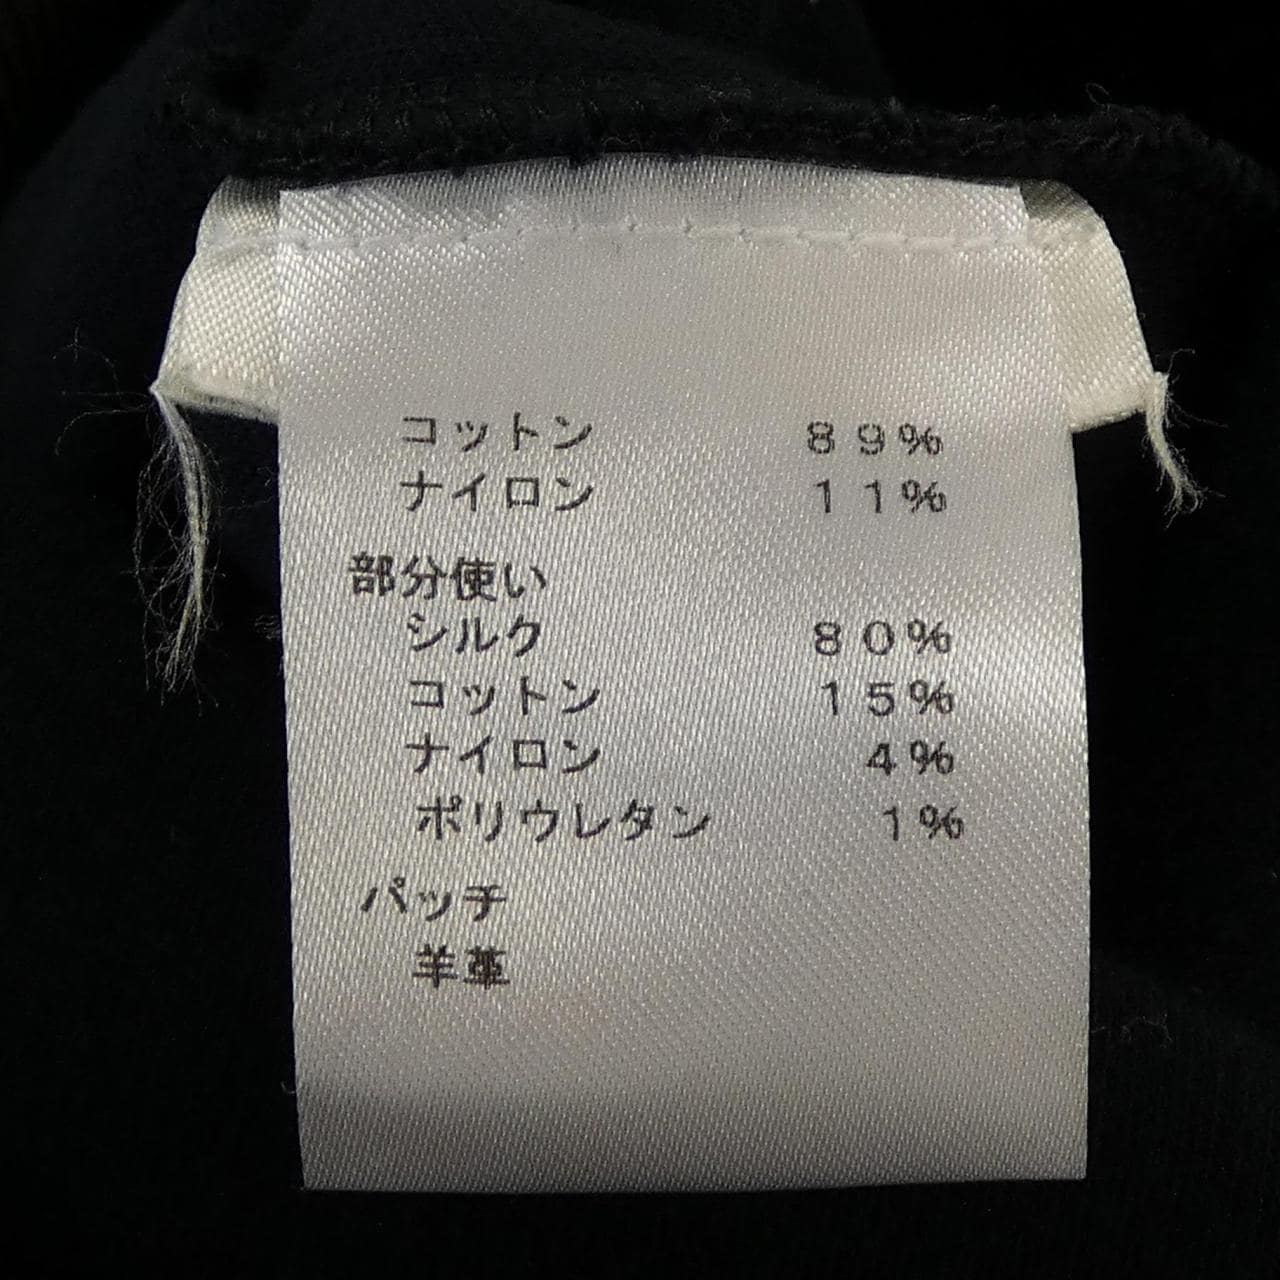 コットン ８９％
ナイロン １１％
部分使い
シルク ８０％
コットン １５％
ナイロン ４％
ポリウレタン １％
パッチ
羊革